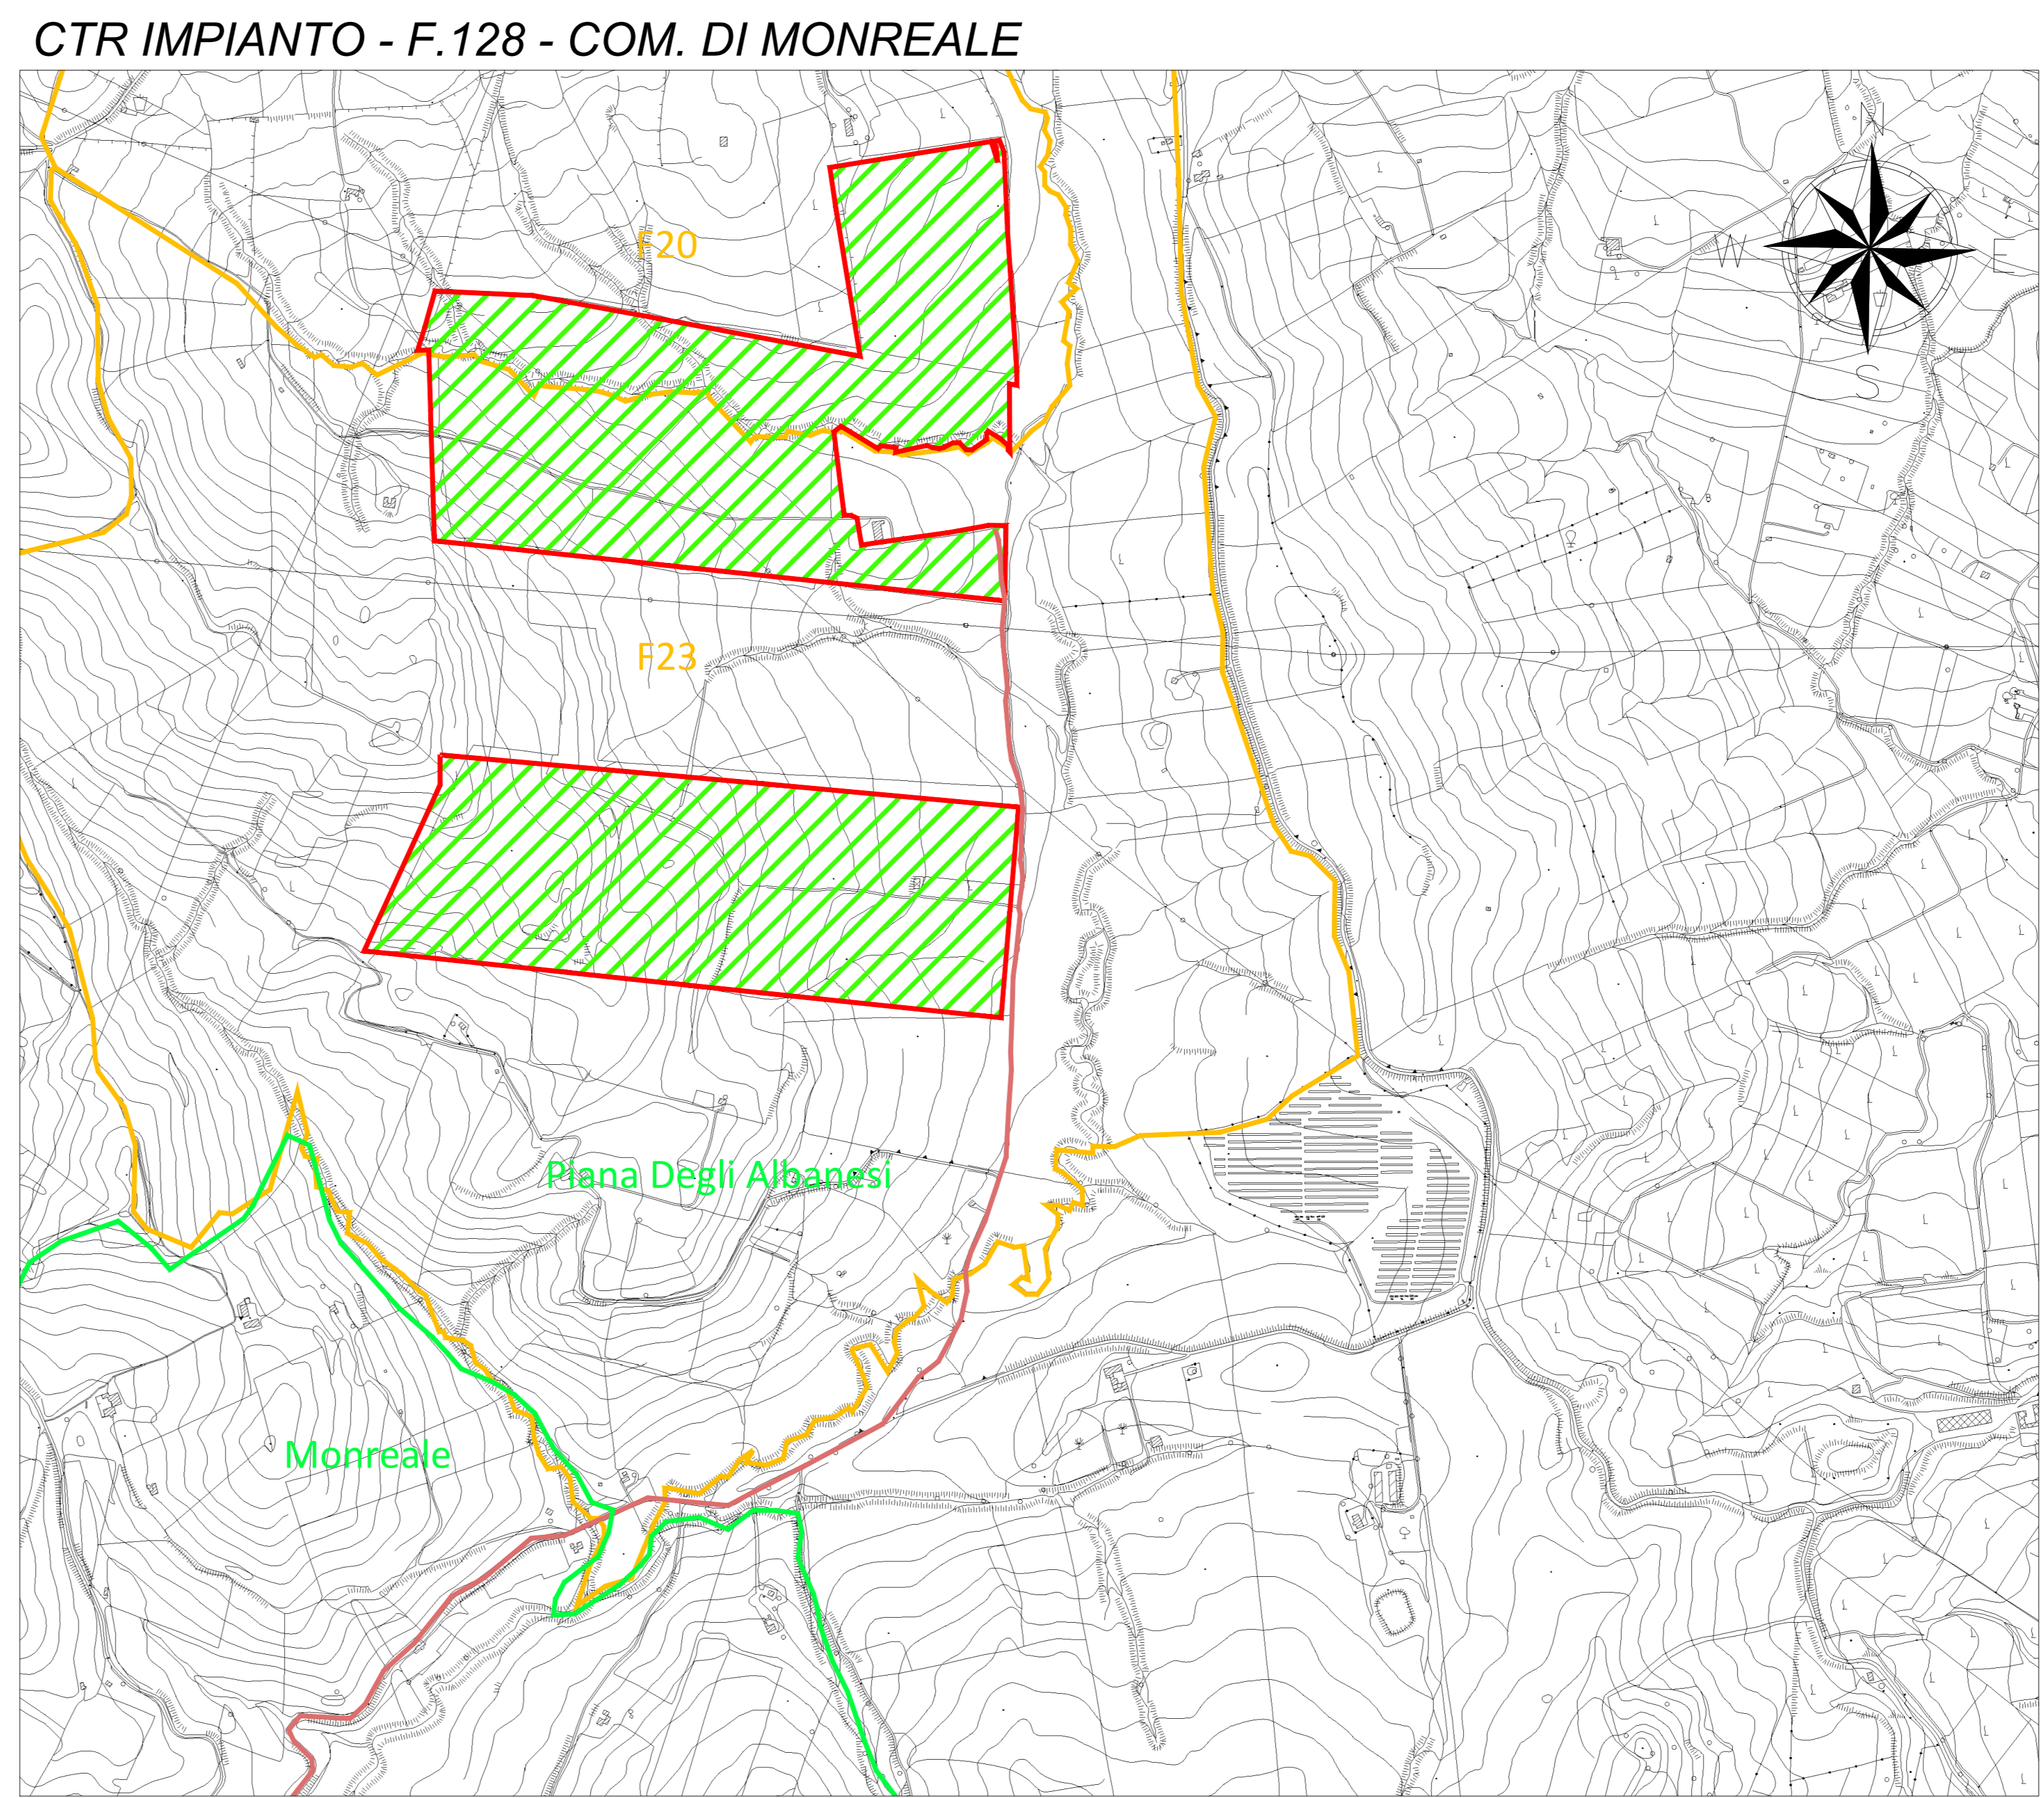 CTR IMPIANTO - F.128 - COM. DI MONREALE
N
F20
W
E
S
F23
Piana Degli Albanesi
Monreale